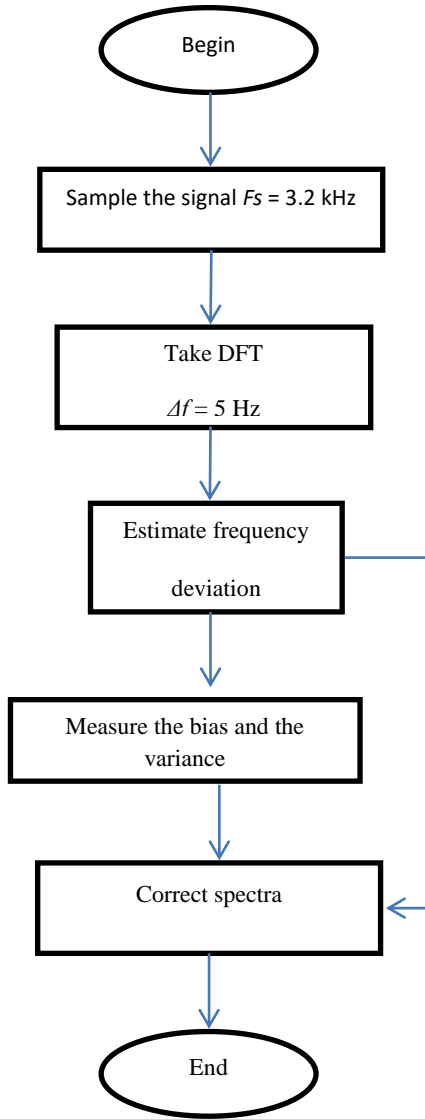 Begin
Sample the signal Fs = 3.2 kHz
Take DFT
Δf = 5 Hz
Estimate frequency
deviation
Measure the bias and the
variance
Correct spectra
End